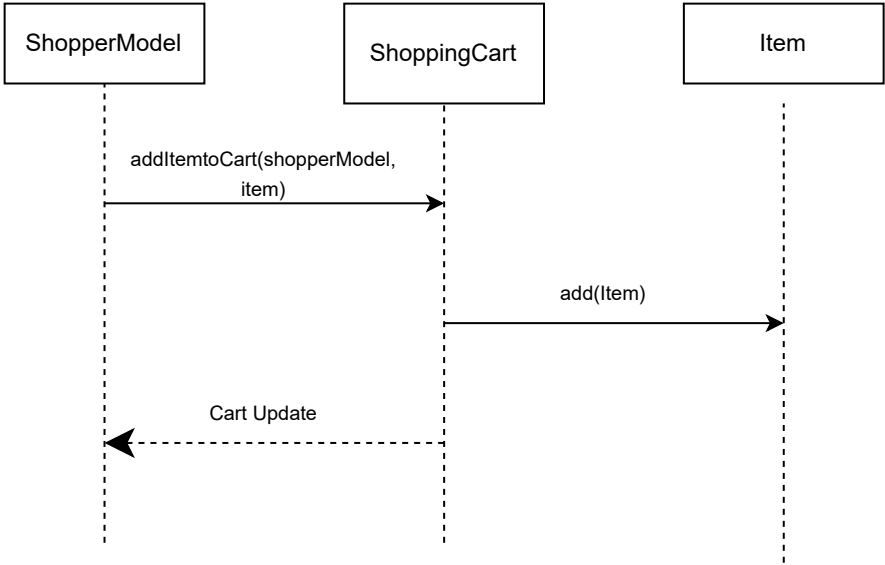 ShopperModel
ShoppingCart
Item
addItemtoCart(shopperModel,
item)
add(Item)
Cart Update